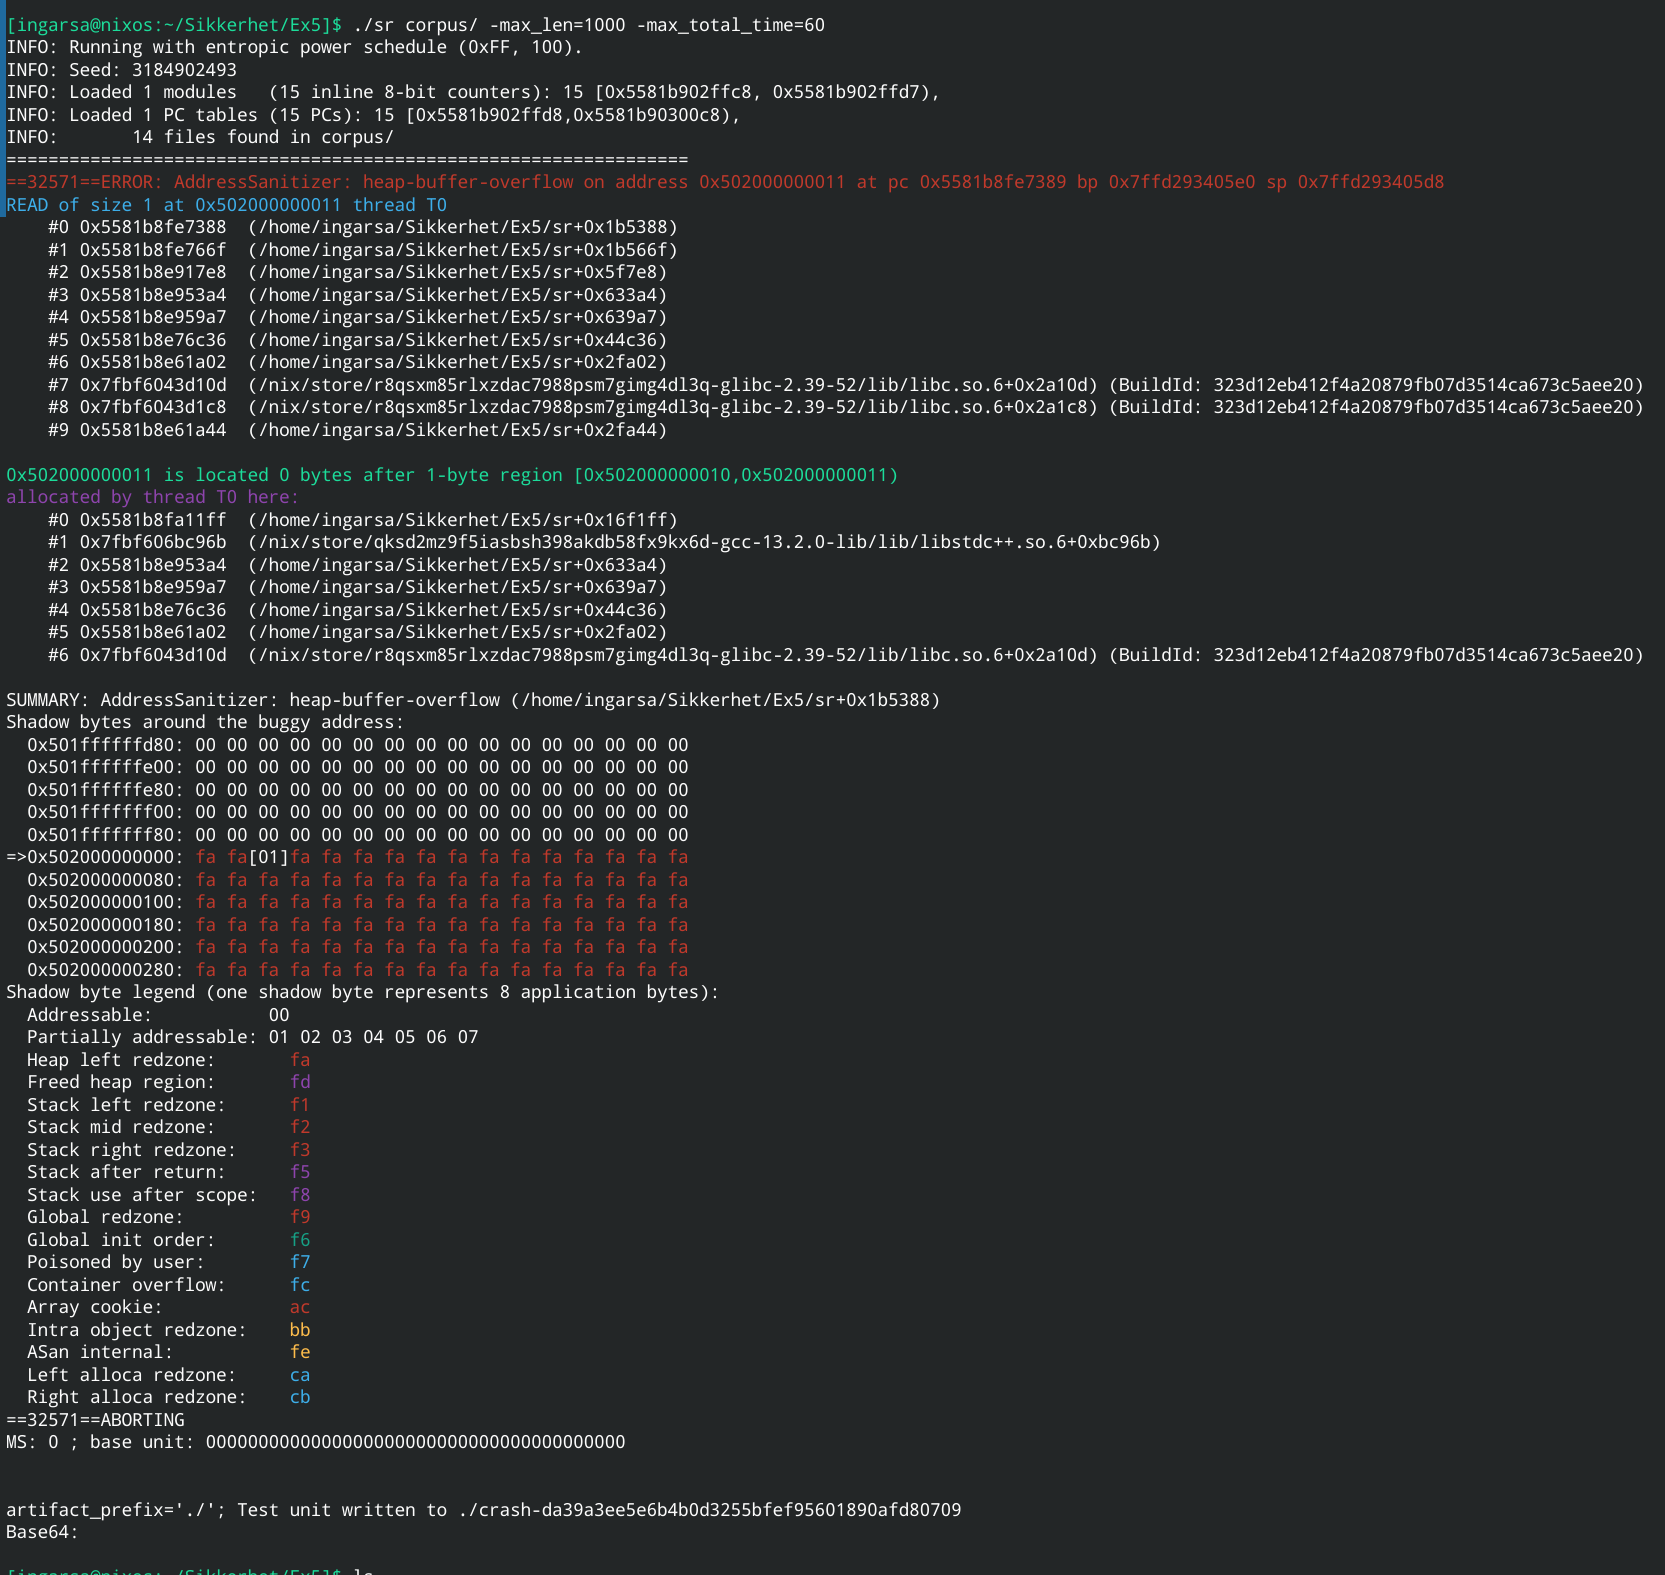 [ingarsa@nixos:~/Sikkerhet/Ex5]$ ./sr corpus/ -max_len=1000 -max_total_time=60
INFO: Running with entropic power schedule (0xFF, 100).
INFO: Seed: 3184902493
INFO: Loaded 1 modules   (15 inline 8-bit counters): 15 [0x5581b902ffc8, 0x5581b902ffd7),
INFO: Loaded 1 PC tables (15 PCs): 15 [0x5581b902ffd8,0x5581b90300c8),
INFO:       14 files found in corpus/
=================================================================
==32571==ERROR: AddressSanitizer: heap-buffer-overflow on address 0x502000000011 at pc 0x5581b8fe7389 bp 0x7ffd293405e0 sp 0x7ffd293405d8
READ of size 1 at 0x502000000011 thread T0
    #0 0x5581b8fe7388  (/home/ingarsa/Sikkerhet/Ex5/sr+0x1b5388)
    #1 0x5581b8fe766f  (/home/ingarsa/Sikkerhet/Ex5/sr+0x1b566f)
    #2 0x5581b8e917e8  (/home/ingarsa/Sikkerhet/Ex5/sr+0x5f7e8)
    #3 0x5581b8e953a4  (/home/ingarsa/Sikkerhet/Ex5/sr+0x633a4)
    #4 0x5581b8e959a7  (/home/ingarsa/Sikkerhet/Ex5/sr+0x639a7)
    #5 0x5581b8e76c36  (/home/ingarsa/Sikkerhet/Ex5/sr+0x44c36)
    #6 0x5581b8e61a02  (/home/ingarsa/Sikkerhet/Ex5/sr+0x2fa02)
    #7 0x7fbf6043d10d  (/nix/store/r8qsxm85rlxzdac7988psm7gimg4dl3q-glibc-2.39-52/lib/libc.so.6+0x2a10d) (BuildId: 323d12eb412f4a20879fb07d3514ca673c5aee20)
    #8 0x7fbf6043d1c8  (/nix/store/r8qsxm85rlxzdac7988psm7gimg4dl3q-glibc-2.39-52/lib/libc.so.6+0x2a1c8) (BuildId: 323d12eb412f4a20879fb07d3514ca673c5aee20)
    #9 0x5581b8e61a44  (/home/ingarsa/Sikkerhet/Ex5/sr+0x2fa44)

0x502000000011 is located 0 bytes after 1-byte region [0x502000000010,0x502000000011)
allocated by thread T0 here:
    #0 0x5581b8fa11ff  (/home/ingarsa/Sikkerhet/Ex5/sr+0x16f1ff)
    #1 0x7fbf606bc96b  (/nix/store/qksd2mz9f5iasbsh398akdb58fx9kx6d-gcc-13.2.0-lib/lib/libstdc++.so.6+0xbc96b)
    #2 0x5581b8e953a4  (/home/ingarsa/Sikkerhet/Ex5/sr+0x633a4)
    #3 0x5581b8e959a7  (/home/ingarsa/Sikkerhet/Ex5/sr+0x639a7)
    #4 0x5581b8e76c36  (/home/ingarsa/Sikkerhet/Ex5/sr+0x44c36)
    #5 0x5581b8e61a02  (/home/ingarsa/Sikkerhet/Ex5/sr+0x2fa02)
    #6 0x7fbf6043d10d  (/nix/store/r8qsxm85rlxzdac7988psm7gimg4dl3q-glibc-2.39-52/lib/libc.so.6+0x2a10d) (BuildId: 323d12eb412f4a20879fb07d3514ca673c5aee20)

SUMMARY: AddressSanitizer: heap-buffer-overflow (/home/ingarsa/Sikkerhet/Ex5/sr+0x1b5388)
Shadow bytes around the buggy address:
  0x501ffffffd80: 00 00 00 00 00 00 00 00 00 00 00 00 00 00 00 00
  0x501ffffffe00: 00 00 00 00 00 00 00 00 00 00 00 00 00 00 00 00
  0x501ffffffe80: 00 00 00 00 00 00 00 00 00 00 00 00 00 00 00 00
  0x501fffffff00: 00 00 00 00 00 00 00 00 00 00 00 00 00 00 00 00
  0x501fffffff80: 00 00 00 00 00 00 00 00 00 00 00 00 00 00 00 00
=>0x502000000000: fa fa[01]fa fa fa fa fa fa fa fa fa fa fa fa fa
  0x502000000080: fa fa fa fa fa fa fa fa fa fa fa fa fa fa fa fa
  0x502000000100: fa fa fa fa fa fa fa fa fa fa fa fa fa fa fa fa
  0x502000000180: fa fa fa fa fa fa fa fa fa fa fa fa fa fa fa fa
  0x502000000200: fa fa fa fa fa fa fa fa fa fa fa fa fa fa fa fa
  0x502000000280: fa fa fa fa fa fa fa fa fa fa fa fa fa fa fa fa
Shadow byte legend (one shadow byte represents 8 application bytes):
  Addressable:           00
  Partially addressable: 01 02 03 04 05 06 07
  Heap left redzone:       fa
  Freed heap region:       fd
  Stack left redzone:      f1
  Stack mid redzone:       f2
  Stack right redzone:     f3
  Stack after return:      f5
  Stack use after scope:   f8
  Global redzone:          f9
  Global init order:       f6
  Poisoned by user:        f7
  Container overflow:      fc
  Array cookie:            ac
  Intra object redzone:    bb
  ASan internal:           fe
  Left alloca redzone:     ca
  Right alloca redzone:    cb
==32571==ABORTING
MS: 0 ; base unit: 0000000000000000000000000000000000000000

artifact_prefix='./'; Test unit written to ./crash-da39a3ee5e6b4b0d3255bfef95601890afd80709
Base64:

[ingarsa@nixos:~/Sikkerhet/Ex5]$ ls